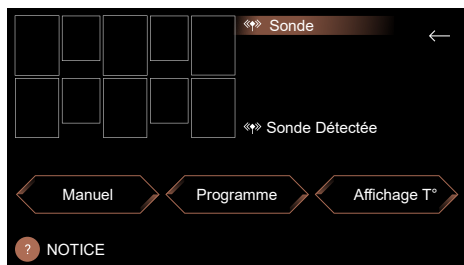 Sonde
Sonde Détectée
Manuel
Programme
Affichage T°
? NOTICE